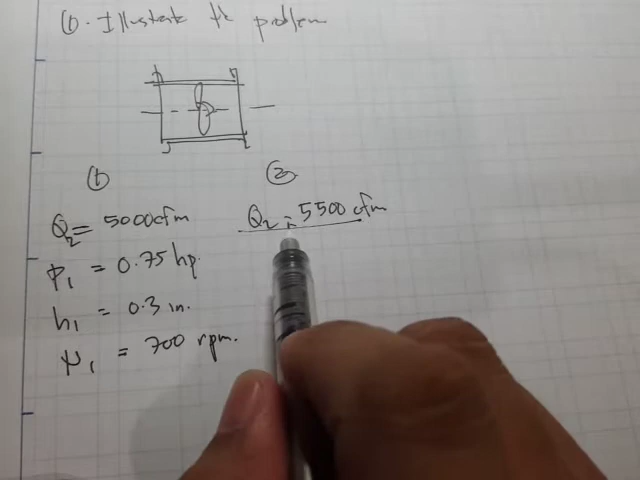 ①. Illustrate the problem
①
②
Q₂ = 5000 cfm
Q₂ = 5500 cfm
P₁ = 0.75 hp.
h₁ = 0.3 in.
N₁ = 700 rpm.